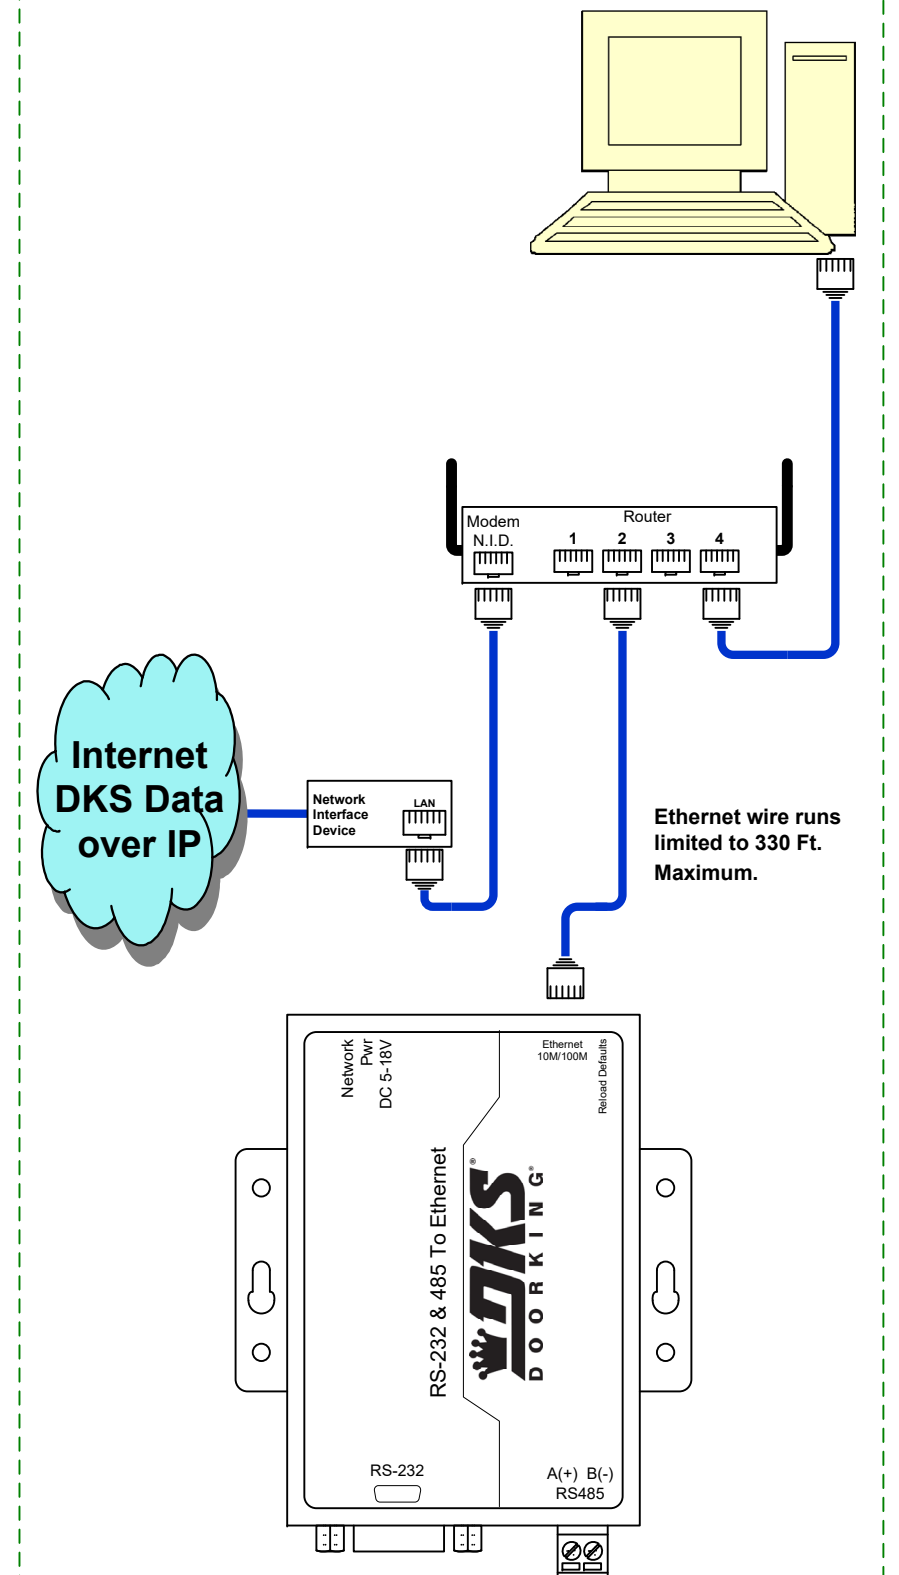 Modem
N.I.D.
Router
1 2 3 4
Internet
DKS Data
over IP
Network
Interface
Device
LAN
Ethernet wire runs
limited to 330 Ft.
Maximum.
Network
Pwr
DC 5-18V
Ethernet
10M/100M
Reload Defaults
RS-232 & 485 To Ethernet
DKS®
DOORKING®
RS-232
A(+) B(-)
RS485